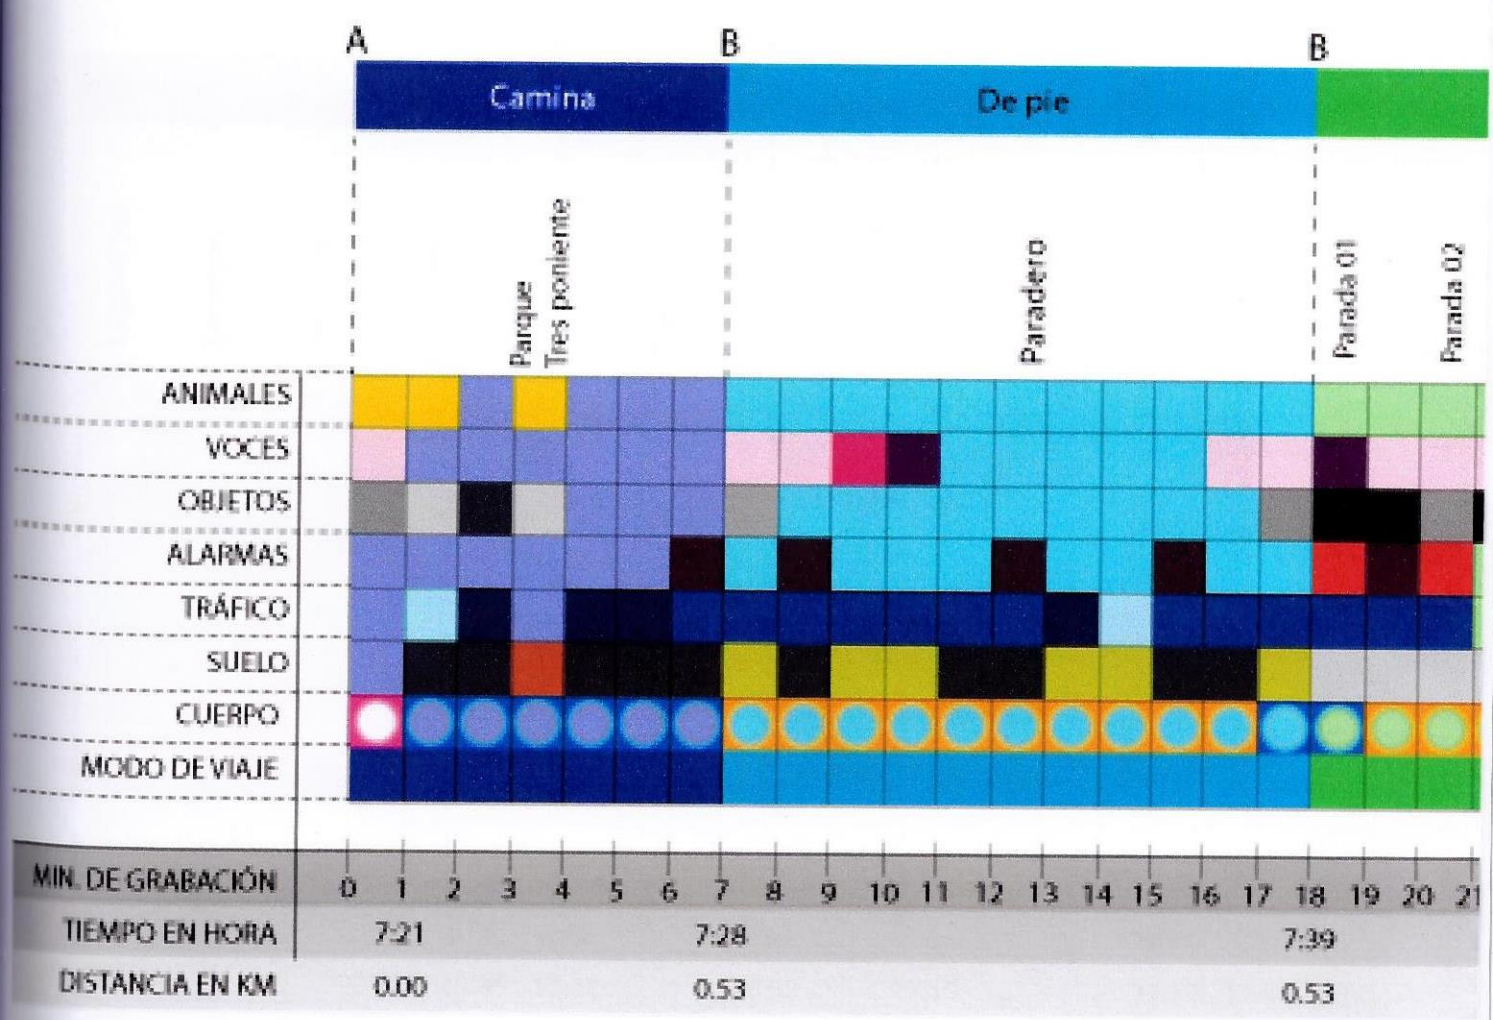 A B B
Camina De pie
Parque
Tres poniente
Paradero
Parada 01
Parada 02
ANIMALES
VOCES
OBJETOS
ALARMAS
TRÁFICO
SUELO
CUERPO
MODO DE VIAJE
MIN. DE GRABACIÓN 0 1 2 3 4 5 6 7 8 9 10 11 12 13 14 15 16 17 18 19 20 21
TIEMPO EN HORA 7:21 7:28 7:39
DISTANCIA EN KM 0.00 0.53 0.53